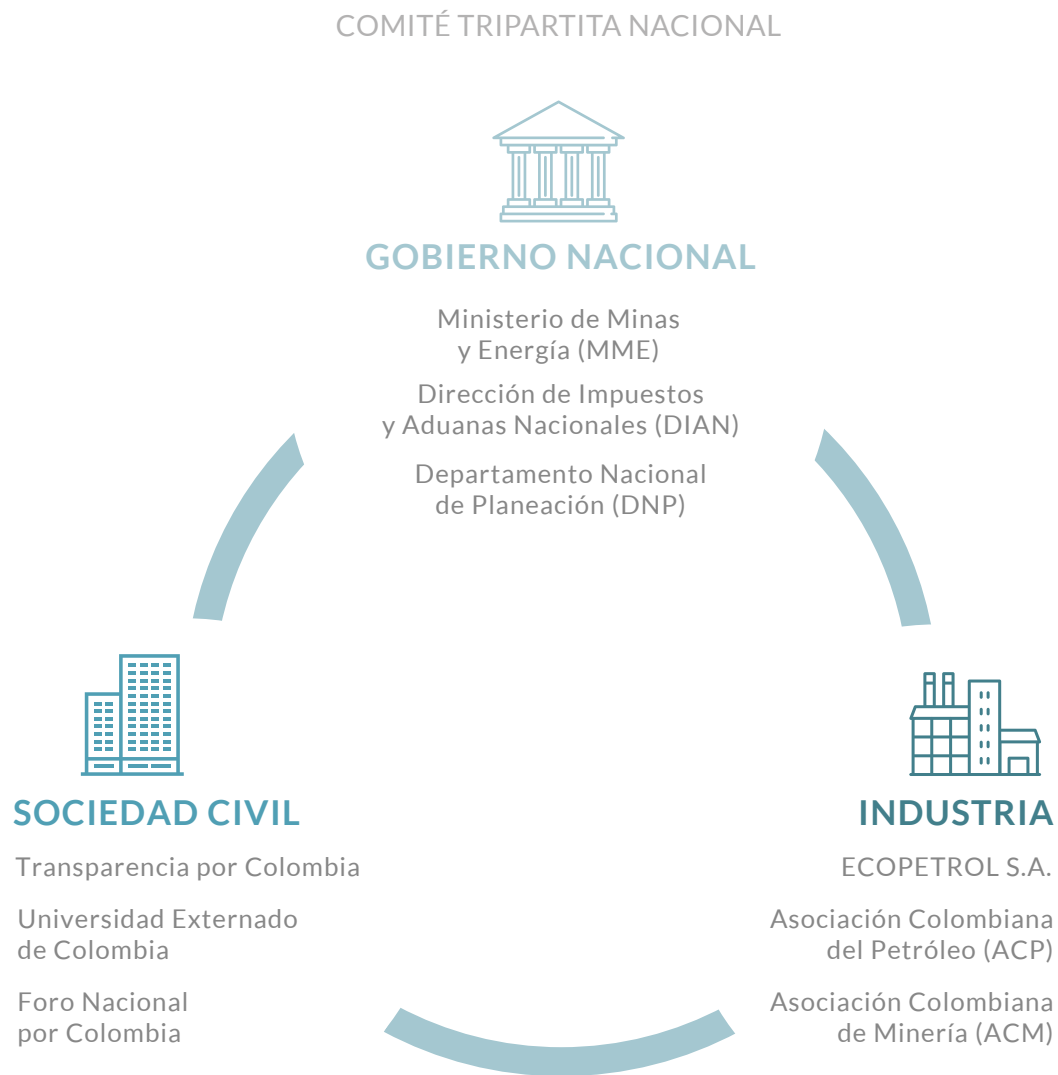 COMITÉ TRIPARTITA NACIONAL
GOBIERNO NACIONAL
Ministerio de Minas
y Energía (MME)
Dirección de Impuestos
y Aduanas Nacionales (DIAN)
Departamento Nacional
de Planeación (DNP)
SOCIEDAD CIVIL
Transparencia por Colombia
Universidad Externado
de Colombia
Foro Nacional
por Colombia
INDUSTRIA
ECOPETROL S.A.
Asociación Colombiana
del Petróleo (ACP)
Asociación Colombiana
de Minería (ACM)